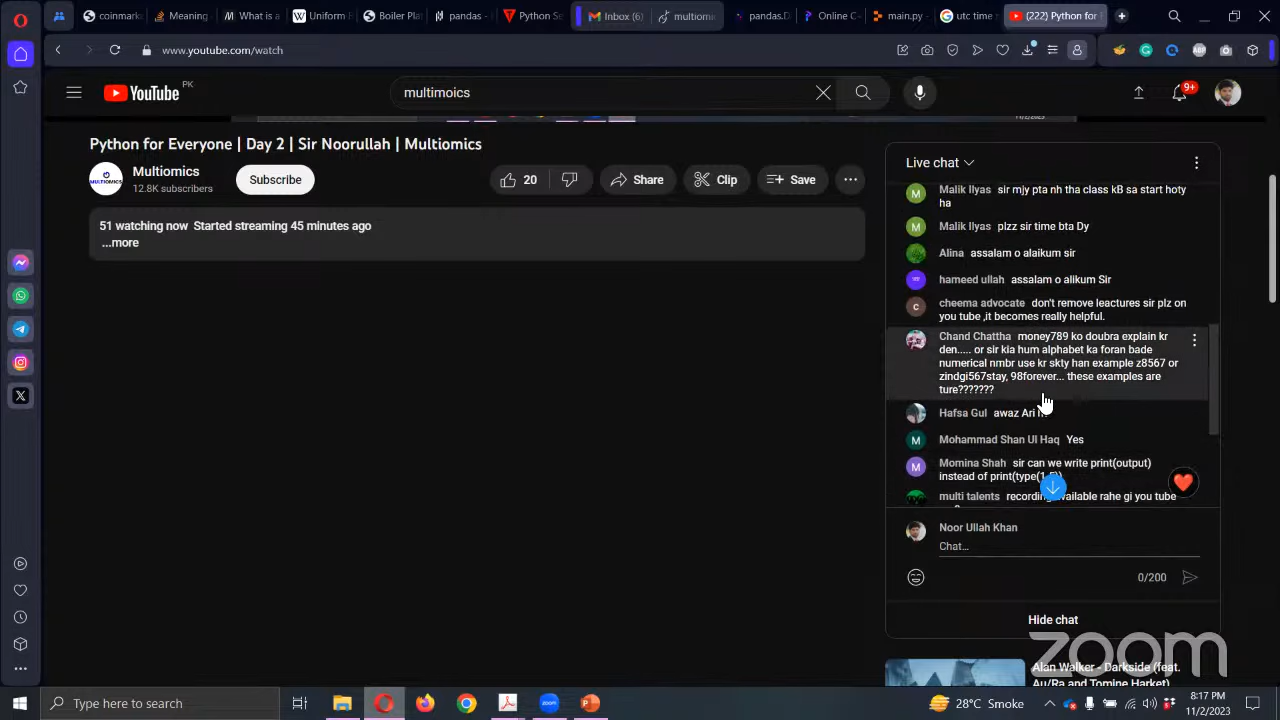 coinmark
Meaning
What is a
Uniform
Boiler Pla
pandas -
Python Se
Inbox (6)
multiom
pandas.D
Online C
main.py
utc time
(222) Python for
www.youtube.com/watch
YouTube PK
multimoics
9+
Python for Everyone | Day 2 | Sir Noorullah | Multiomics
Multiomics
12.8K subscribers
Subscribe
20
Share
Clip
Save
51 watching now Started streaming 45 minutes ago
...more
Live chat
Malik Ilyas sir mjy pta nh tha class kB sa start hoty
ha
Malik Ilyas plzz sir time bta Dy
Alina assalam o alaikum sir
hameed ullah assalam o alikum Sir
cheema advocate don't remove leactures sir plz on
you tube ,it becomes really helpful.
Chand Chattha money789 ko doubra explain kr
den..... or sir kia hum alphabet ka foran bade
numerical nmbr use kr skty han example z8567 or
zindgi567stay, 98forever... these examples are
ture???????
Hafsa Gul awaz Ari
Mohammad Shan Ul Haq Yes
Momina Shah sir can we write print(output)
instead of print(type(1
multi talents recording available rahe gi you tube
Noor Ullah Khan
Chat...
0/200
Hide chat
zoom
Alan Walker - Darkside (feat.
Au/Ra and Tomine Harket)
Type here to search
28°C Smoke
8:17 PM
11/2/2023